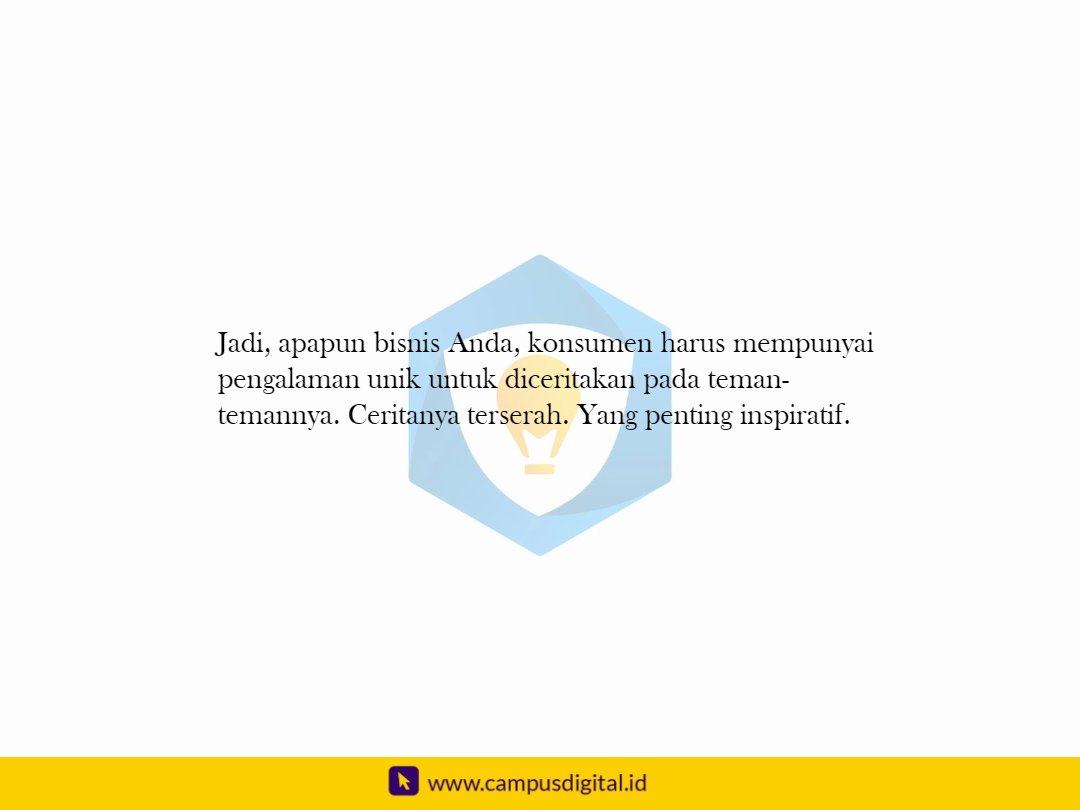 Jadi, apapun bisnis Anda, konsumen harus mempunyai
pengalaman unik untuk diceritakan pada teman-
temannya. Ceritanya terserah. Yang penting inspiratif.
www.campusdigital.id